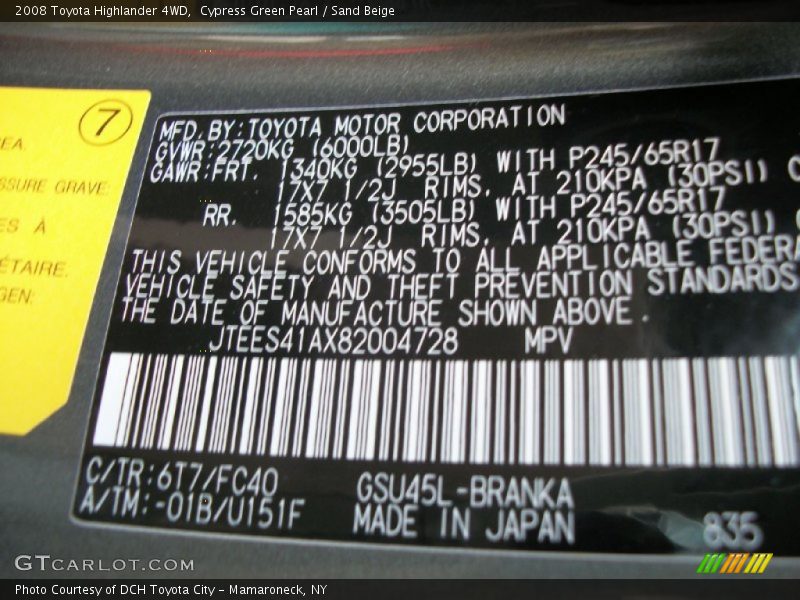 2008 Toyota Highlander 4WD, Cypress Green Pearl / Sand Beige
7
SSURE GRAVE
ES À
ÉTAIRE.
GEN:
MFD. BY: TOYOTA MOTOR CORPORATION
GVWR: 2720KG (6000LB)
GAWR: FRT. 1340KG (2955LB) WITH P245/65R17
17X7 1/2J RIMS, AT 210KPA (30PSI) C
RR. 1585KG (3505LB) WITH P245/65R17
17X7 1/2J RIMS, AT 210KPA (30PSI)
THIS VEHICLE CONFORMS TO ALL APPLICABLE FEDERA
VEHICLE SAFETY AND THEFT PREVENTION STANDARDS
THE DATE OF MANUFACTURE SHOWN ABOVE.
JTEES41AX82004728 MPV
C/TR: 6T7/FC40 GSU45L-BRANKA
A/TM: -01B/U151F MADE IN JAPAN
835
GTCARLOT.COM
Photo Courtesy of DCH Toyota City – Mamaroneck, NY